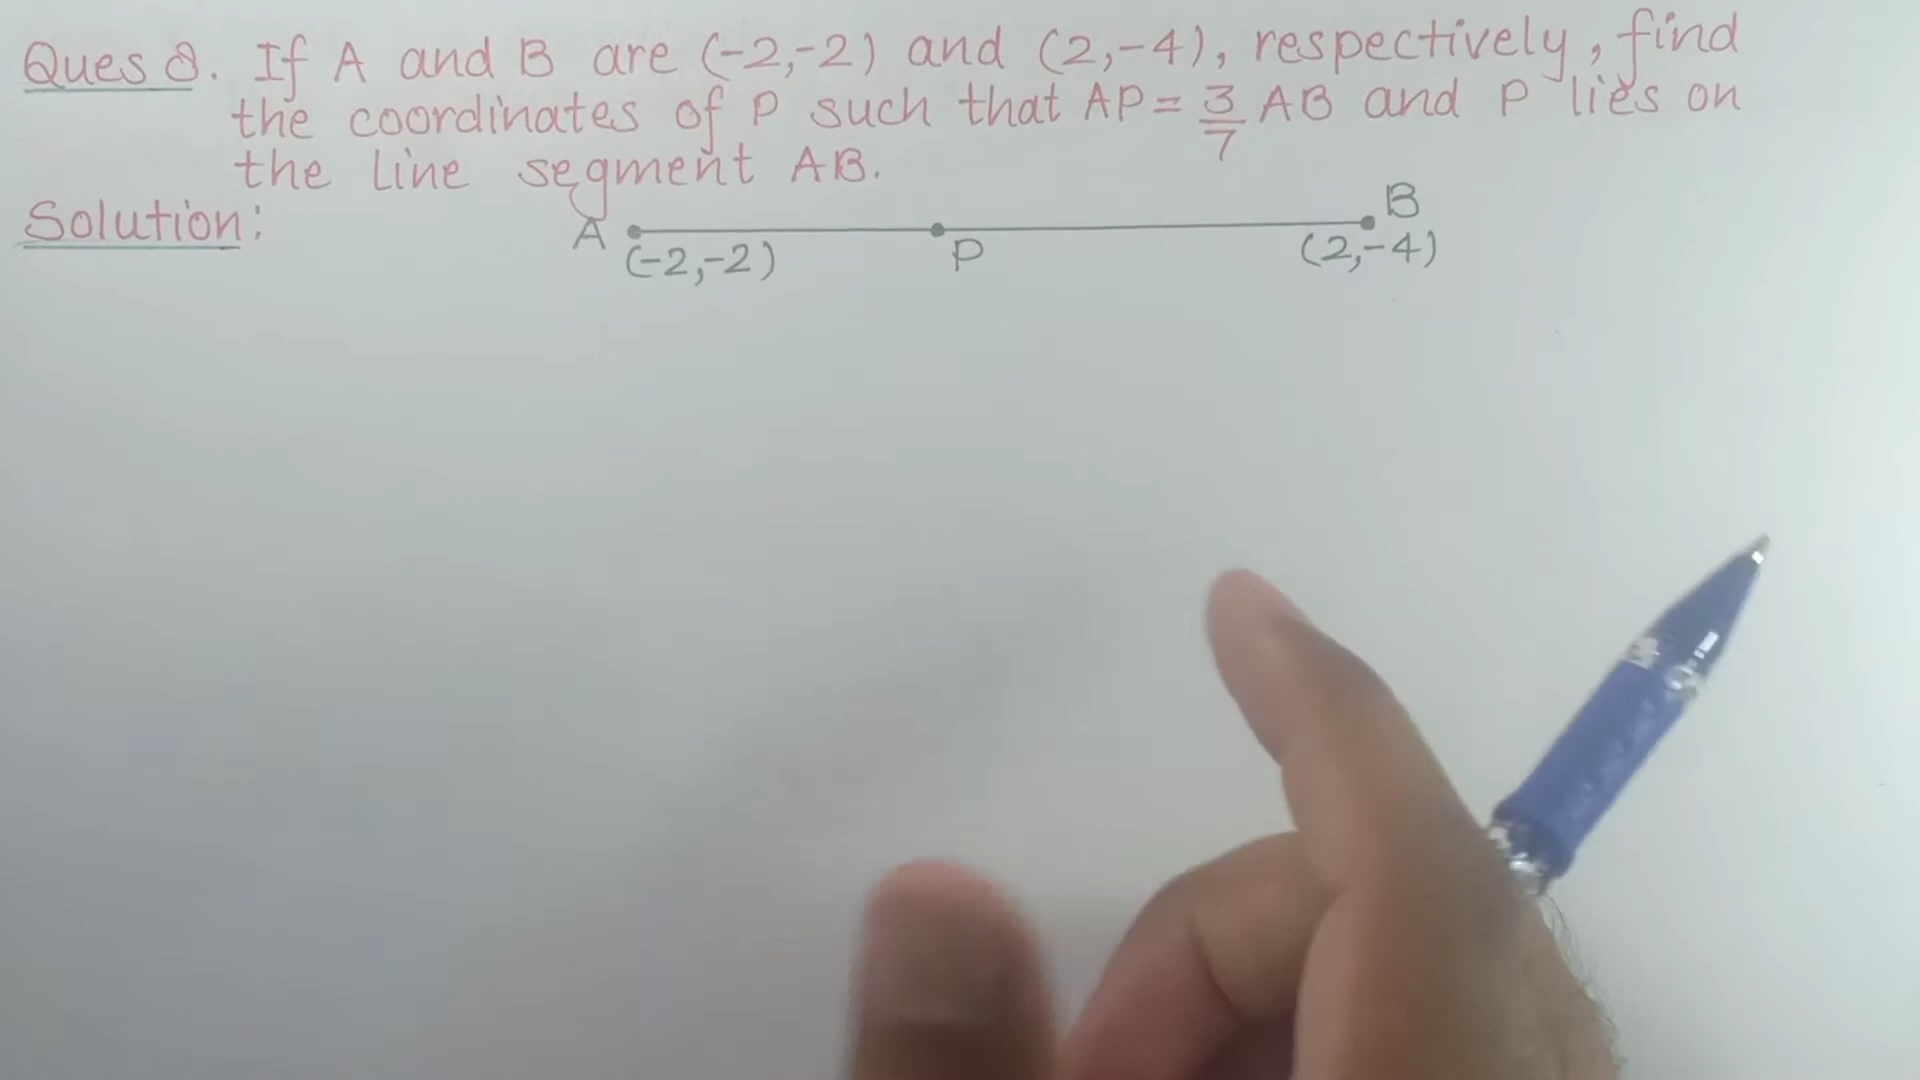 Ques 8. If A and B are (-2,-2) and (2,-4), respectively, find
the coordinates of P such that AP = 3/7 AB and P lies on
the line segment AB.
Solution:
A B
(-2,-2) P (2,-4)